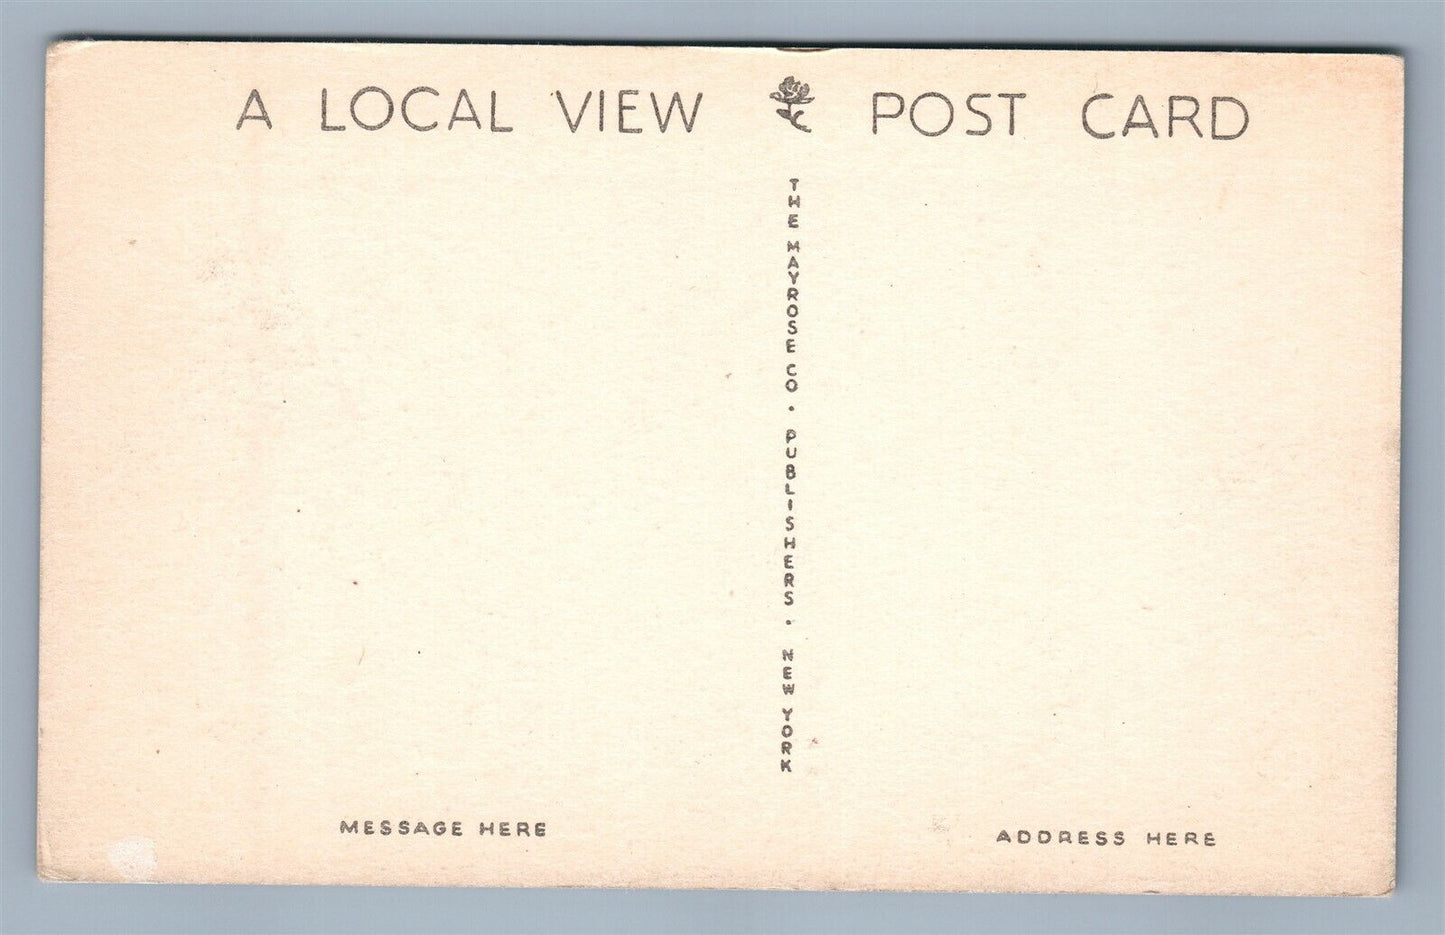 A LOCAL VIEW POST CARD
THE MAYROSE CO. PUBLISHERS. NEW YORK
MESSAGE HERE
ADDRESS HERE